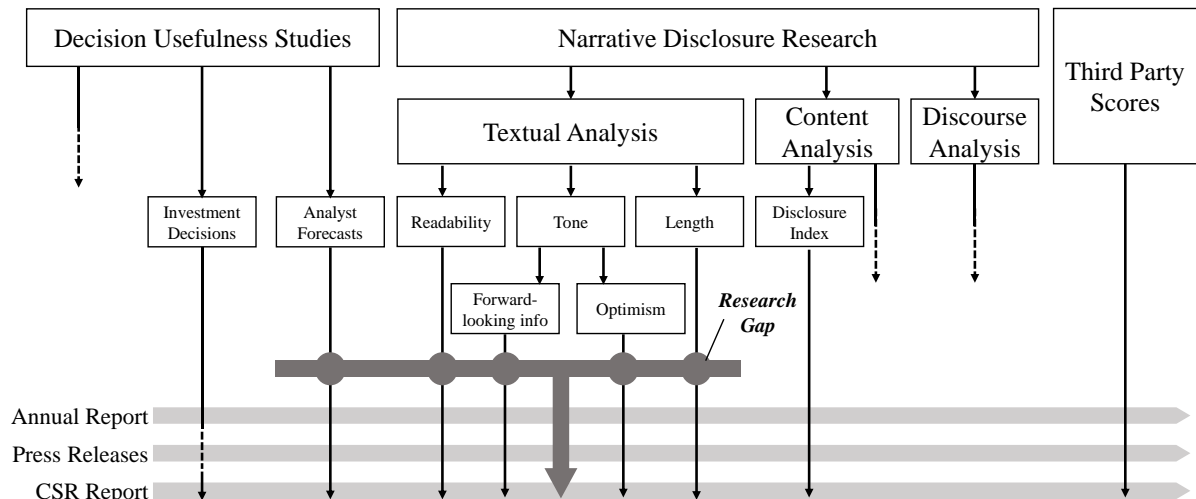 Decision Usefulness Studies
Narrative Disclosure Research
Third Party
Scores
Textual Analysis
Content
Analysis
Discourse
Analysis
Investment
Decisions
Analyst
Forecasts
Readability
Tone
Length
Disclosure
Index
Forward-
looking info
Optimism
Research
Gap
Annual Report
Press Releases
CSR Report